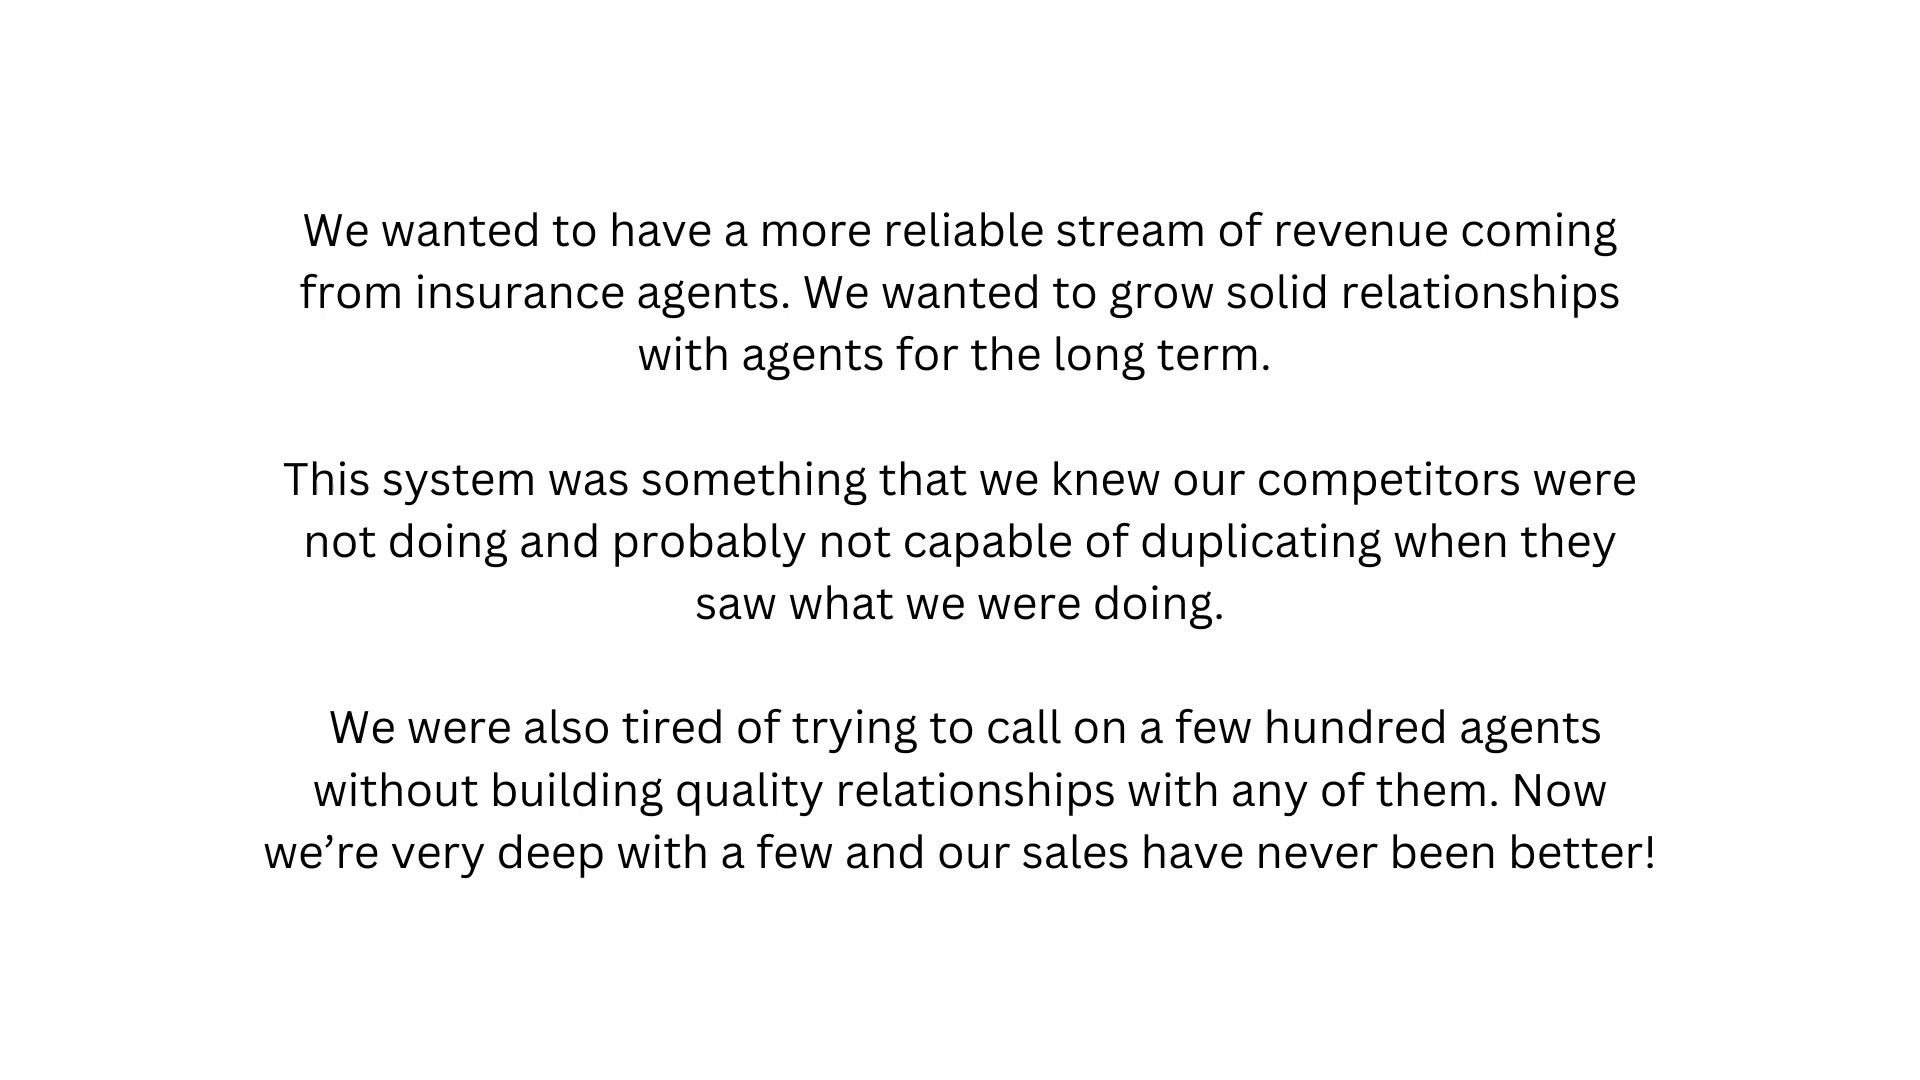 We wanted to have a more reliable stream of revenue coming
from insurance agents. We wanted to grow solid relationships
with agents for the long term.
This system was something that we knew our competitors were
not doing and probably not capable of duplicating when they
saw what we were doing.
We were also tired of trying to call on a few hundred agents
without building quality relationships with any of them. Now
we’re very deep with a few and our sales have never been better!